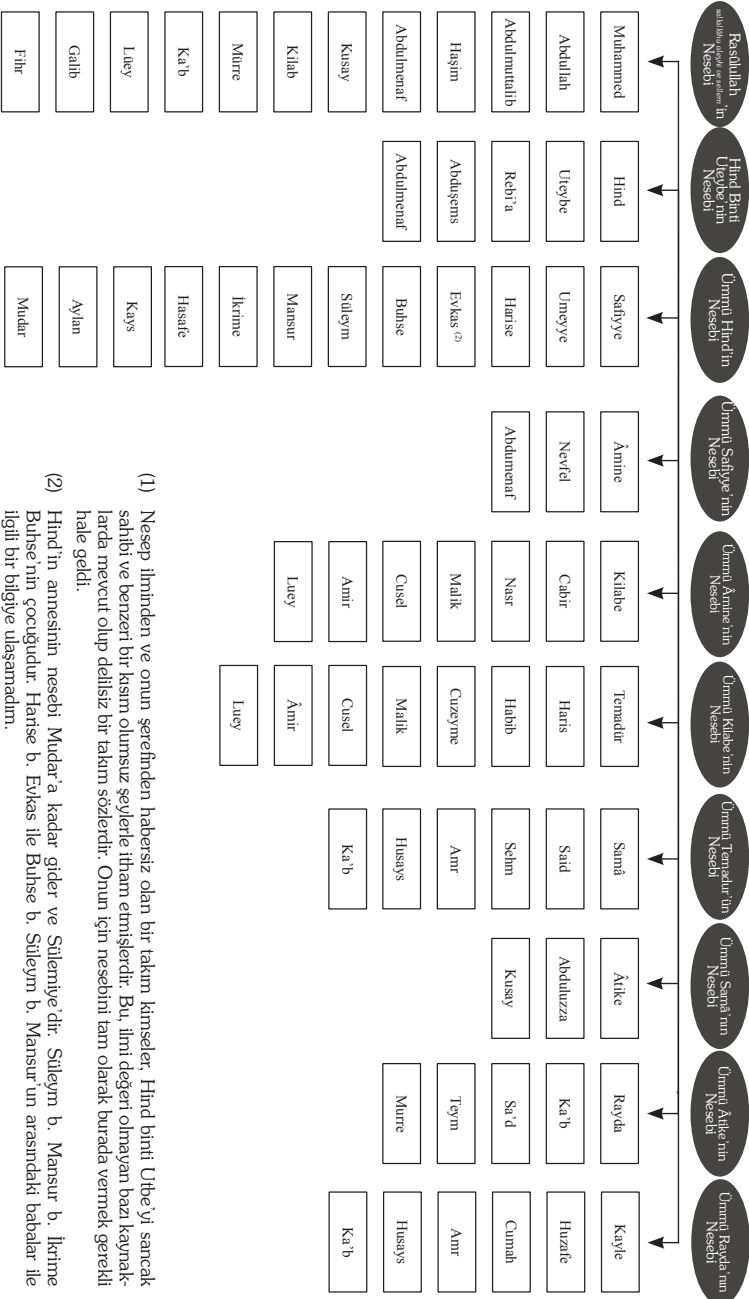 Rasûlullah
sallallâhu aleyhi ve sellem 'in
Nesebi
Muhammed
Abdullah
Abdulmuttalib
Haşim
Abdulmenaf
Kusay
Kilab
Mürre
Ka'b
Lüey
Galib
Fihr
Hind Binti
Uteybe'nin
Nesebi
Hind
Uteybe
Rebi'a
Abduşems
Abdulmenaf
Ümmü Hind'in
Nesebi
Safiyye
Umeyye
Harise
Evkas (2)
Buhse
Süleym
Mansur
İkrime
Hasafe
Kays
Aylan
Mudar
Ümmü Safiyye'nin
Nesebi
Âmine
Nevfel
Abdumenaf
Ümmü Âmine'nin
Nesebi
Kilabe
Cabir
Nasr
Malik
Cusel
Amir
Luey
Ümmü Kilabe'nin
Nesebi
Temadür
Haris
Habib
Cuzeyme
Malik
Cusel
Âmir
Luey
Ümmü Temadur'ün
Nesebi
Samâ
Said
Sehm
Amr
Husays
Ka'b
Ümmü Samâ'nın
Nesebi
Âtike
Abduluzza
Kusay
Ümmü Âtike'nin
Nesebi
Rayda
Ka'b
Sa'd
Teym
Murre
Ümmü Rayda'nın
Nesebi
Kayle
Huzafe
Cumah
Amr
Husays
Ka'b
(1) Nesep ilminden ve onun şerefinden habersiz olan bir takım kimseler, Hind binti Utbe'yi sancak
sahibi ve benzeri bir kısım olumsuz şeylerle itham etmişlerdir. Bu, ilmi değeri olmayan bazı kaynak-
larda mevcut olup delilsiz bir takım sözlerdir. Onun için nesebini tam olarak burada vermek gerekli
hale geldi.
(2) Hind'in annesinin nesebi Mudar'a kadar gider ve Sülemiye'dir. Süleym b. Mansur b. İkrime
Buhse'nin çocuğudur. Harise b. Evkas ile Buhse b. Süleym b. Mansur'un arasındaki babalar ile
ilgili bir bilgiye ulaşamadım.